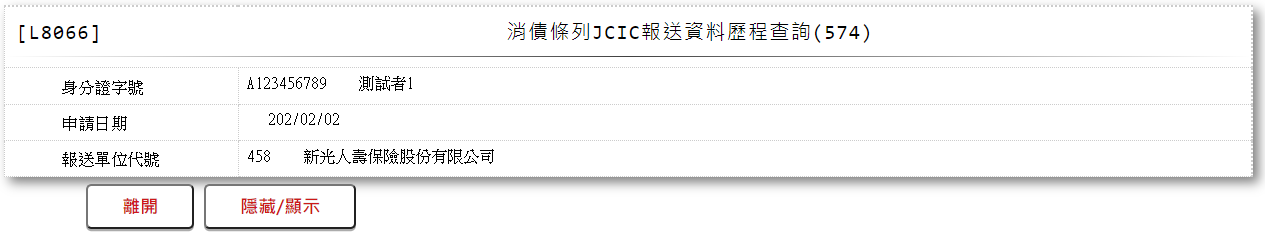 [L8066] 消債條列JCIC報送資料歷程查詢(574)
身分證字號 A123456789 測試者1
申請日期 202/02/02
報送單位代號 458 新光人壽保險股份有限公司
離開 隱藏/顯示